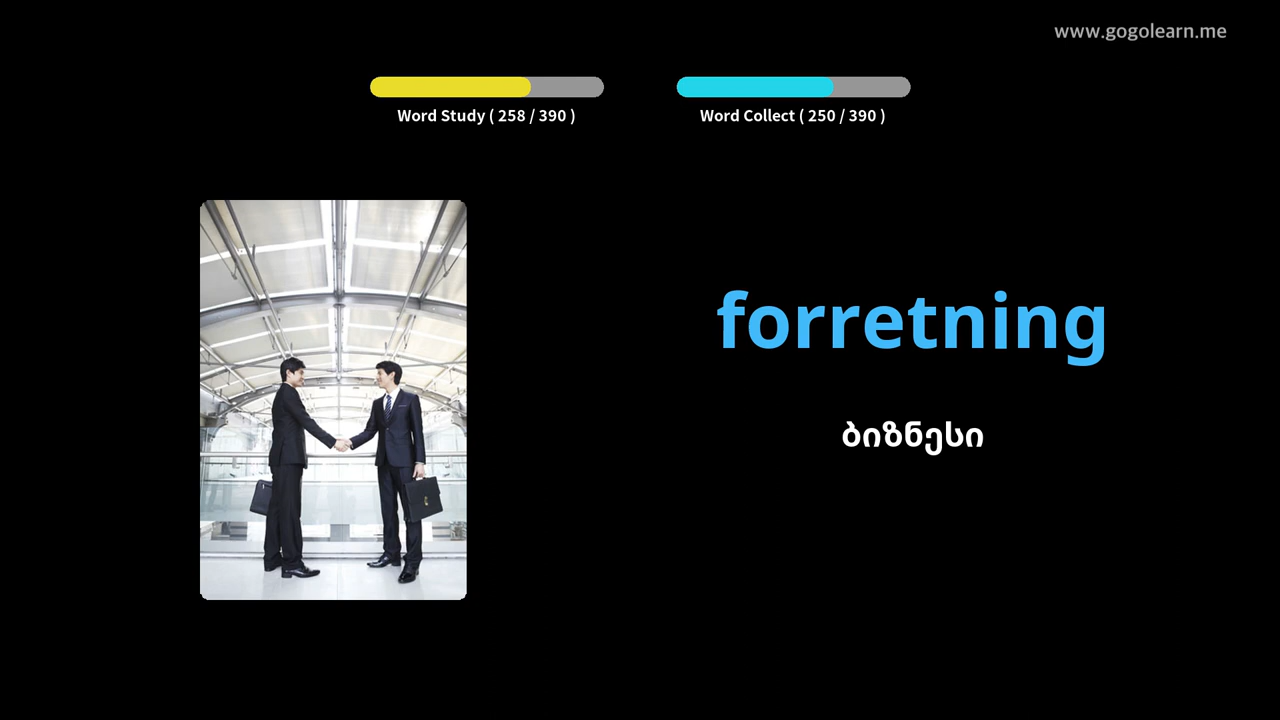 www.gogolearn.me
Word Study ( 258 / 390 )
Word Collect ( 250 / 390 )
forretning
ბიზნესი